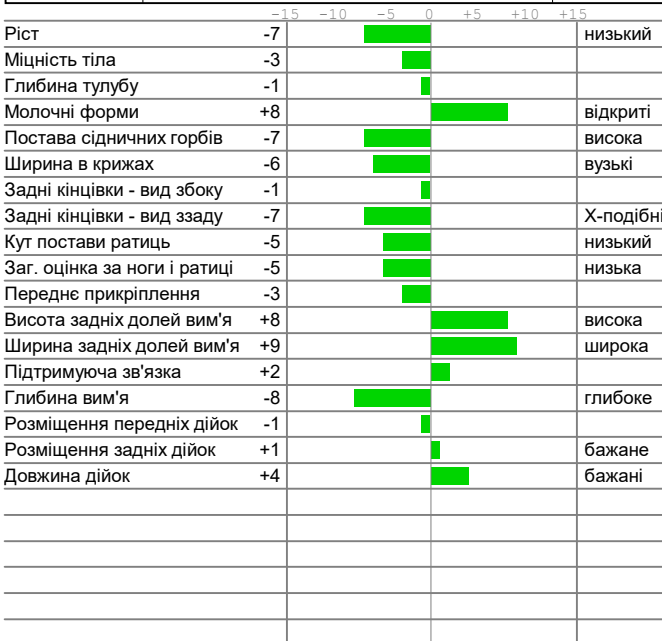 -15 -10 -5 0 +5 +10 +15
Ріст -7 низький
Міцність тіла -3
Глибина тулубу -1
Молочні форми +8 відкриті
Постава сідничних горбів -7 висока
Ширина в крижах -6 вузькі
Задні кінцівки - вид збоку -1
Задні кінцівки - вид ззаду -7 Х-подібні
Кут постави ратиць -5 низький
Заг. оцінка за ноги і ратиці -5 низька
Переднє прикріплення -3
Висота задніх долей вим'я +8 висока
Ширина задніх долей вим'я +9 широка
Підтримуюча зв'язка +2
Глибина вим'я -8 глибоке
Розміщення передніх дійок -1
Розміщення задніх дійок +1 бажане
Довжина дійок +4 бажані